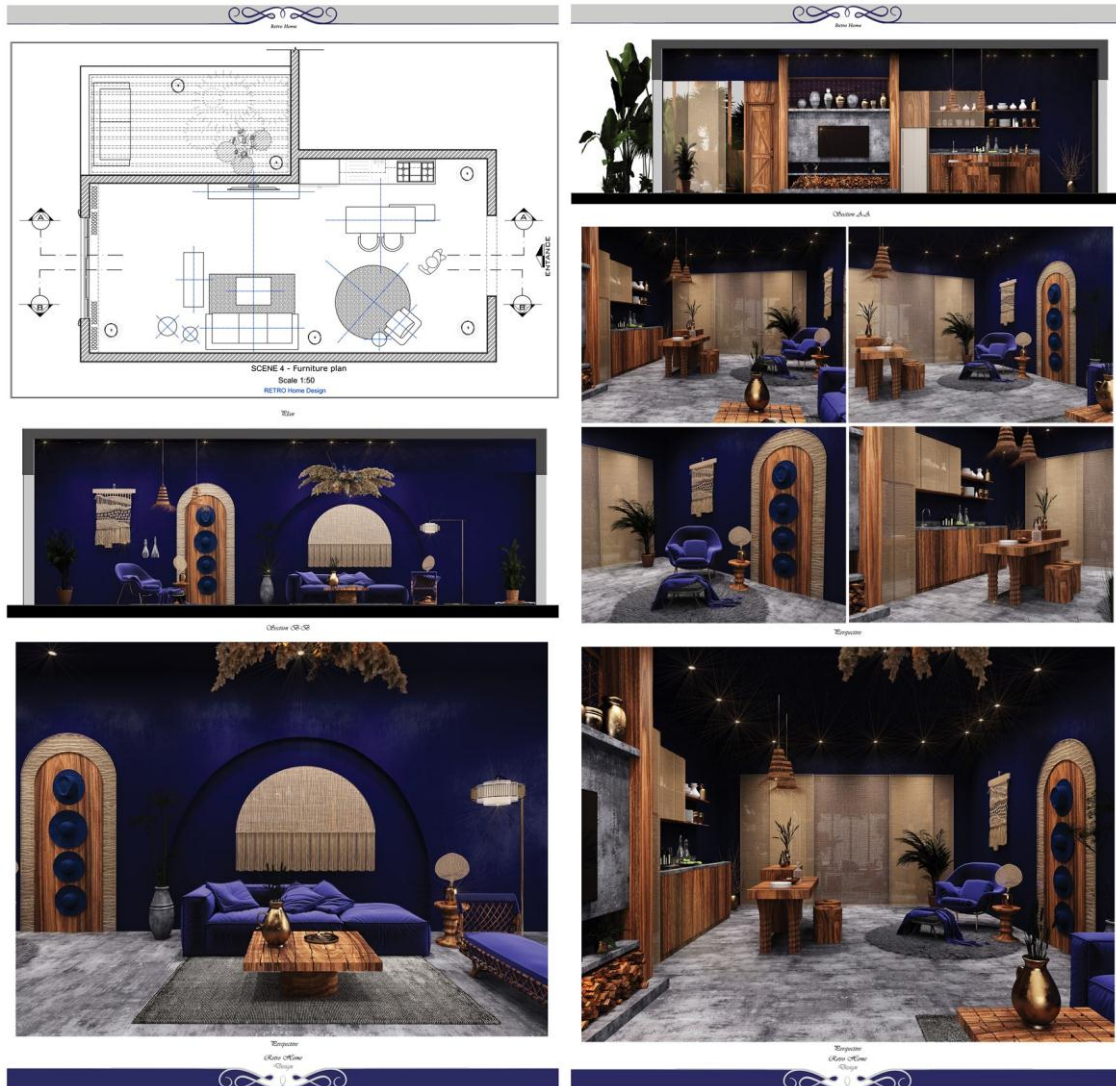 Retro Home
A
A
B
B
ENTANCE
SCENE 4 - Furniture plan
Scale 1:50
RETRO Home Design
Plan
Section B-B
Perspective
Retro Home
Design
Retro Home
Section A-A
Perspective
Perspective
Retro Home
Design